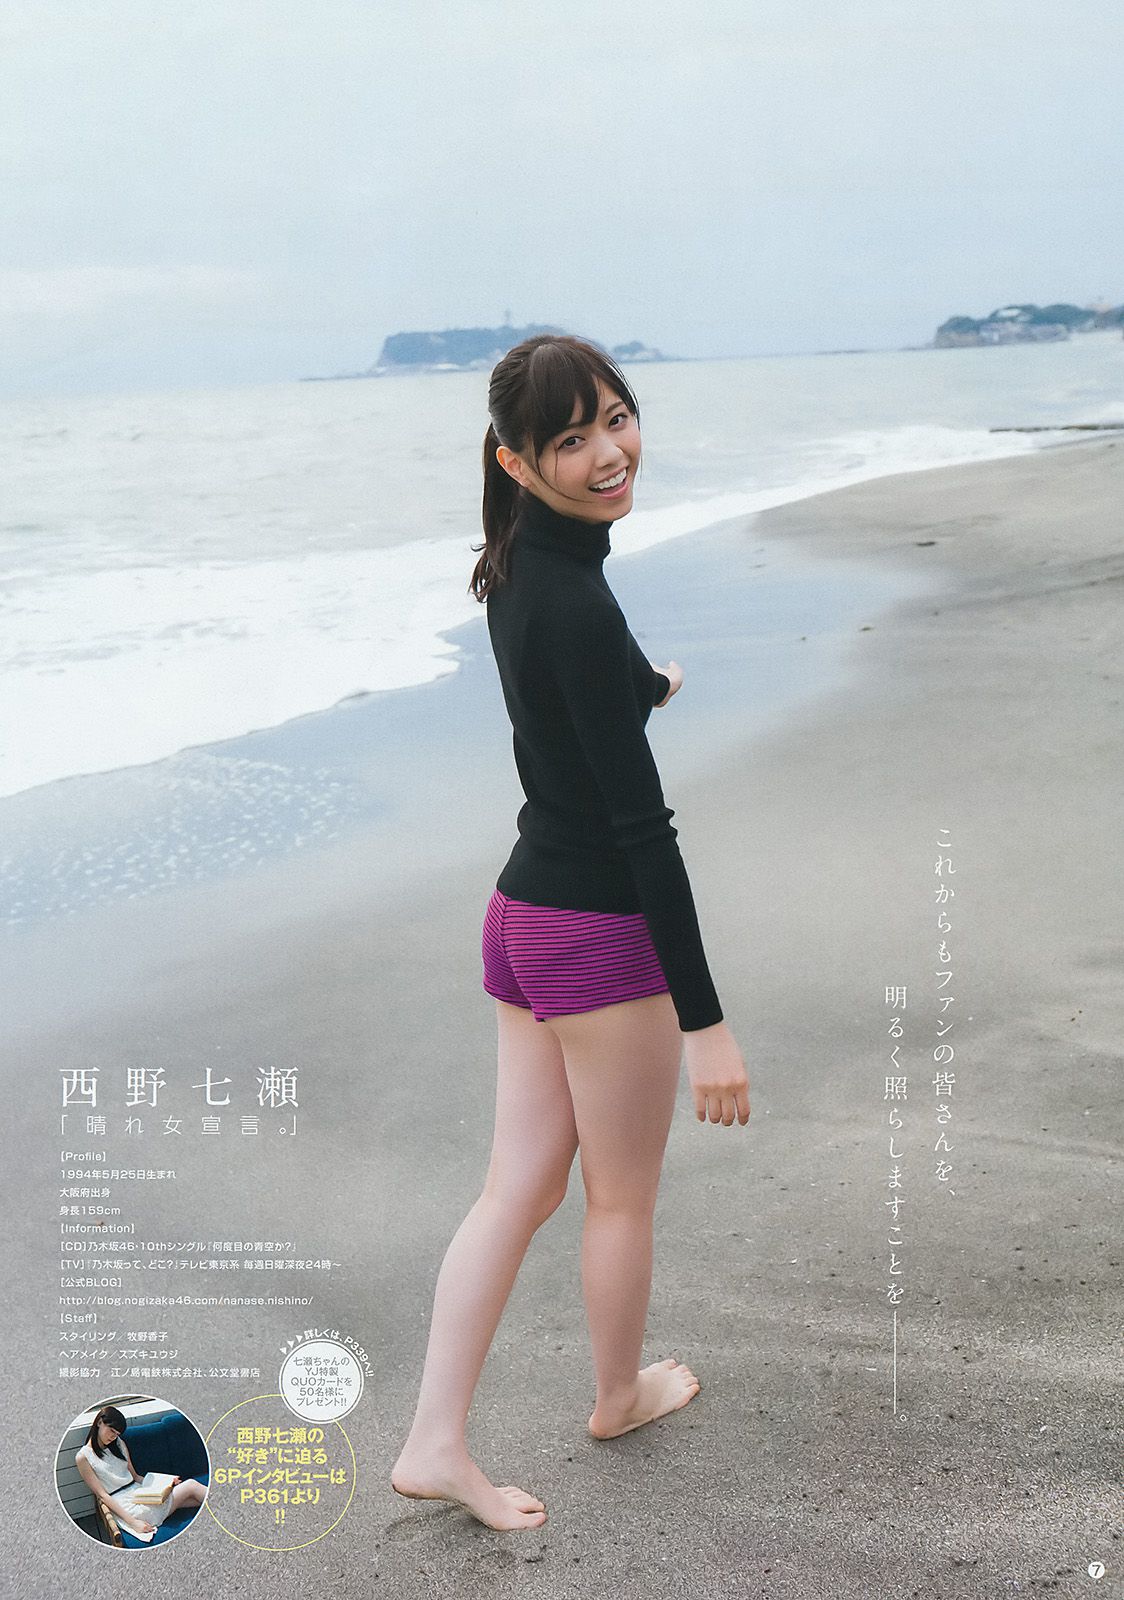 これからもファンの皆さんを、
明るく照らしますことを――――。
西野七瀬
「晴れ女宣言。」
【Profile】
1994年5月25日生まれ
大阪府出身
身長159cm
【Information】
【CD】乃木坂46・10thシングル『何度目の青空か?』
【TV】『乃木坂って、どこ?』テレビ東京系 毎週日曜深夜24時〜
【公式BLOG】
http://blog.nogizaka46.com/nanase.nishino/
【Staff】
スタイリング/牧野香子
ヘアメイク/スズキユウジ
撮影協力 江ノ島電鉄株式会社、公文堂書店
▶▶▶詳しくは、P339へ!!
七瀬ちゃんの
YJ特製
QUOカードを
50名様に
プレゼント!!
西野七瀬の
“好き”に迫る
6Pインタビューは
P361より
!!
7